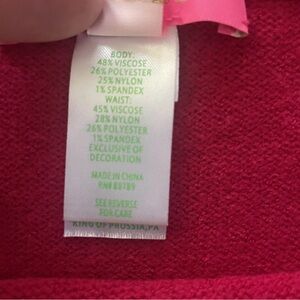 BODY:
48% VISCOSE
26% POLYESTER
25% NYLON
1% SPANDEX
WAIST:
45% VISCOSE
28% NYLON
26% POLYESTER
1% SPANDEX
EXCLUSIVE OF
DECORATION
MADE IN CHINA
RN# 88189
SEE REVERSE
FOR CARE
KING OF PRUSSIA, PA